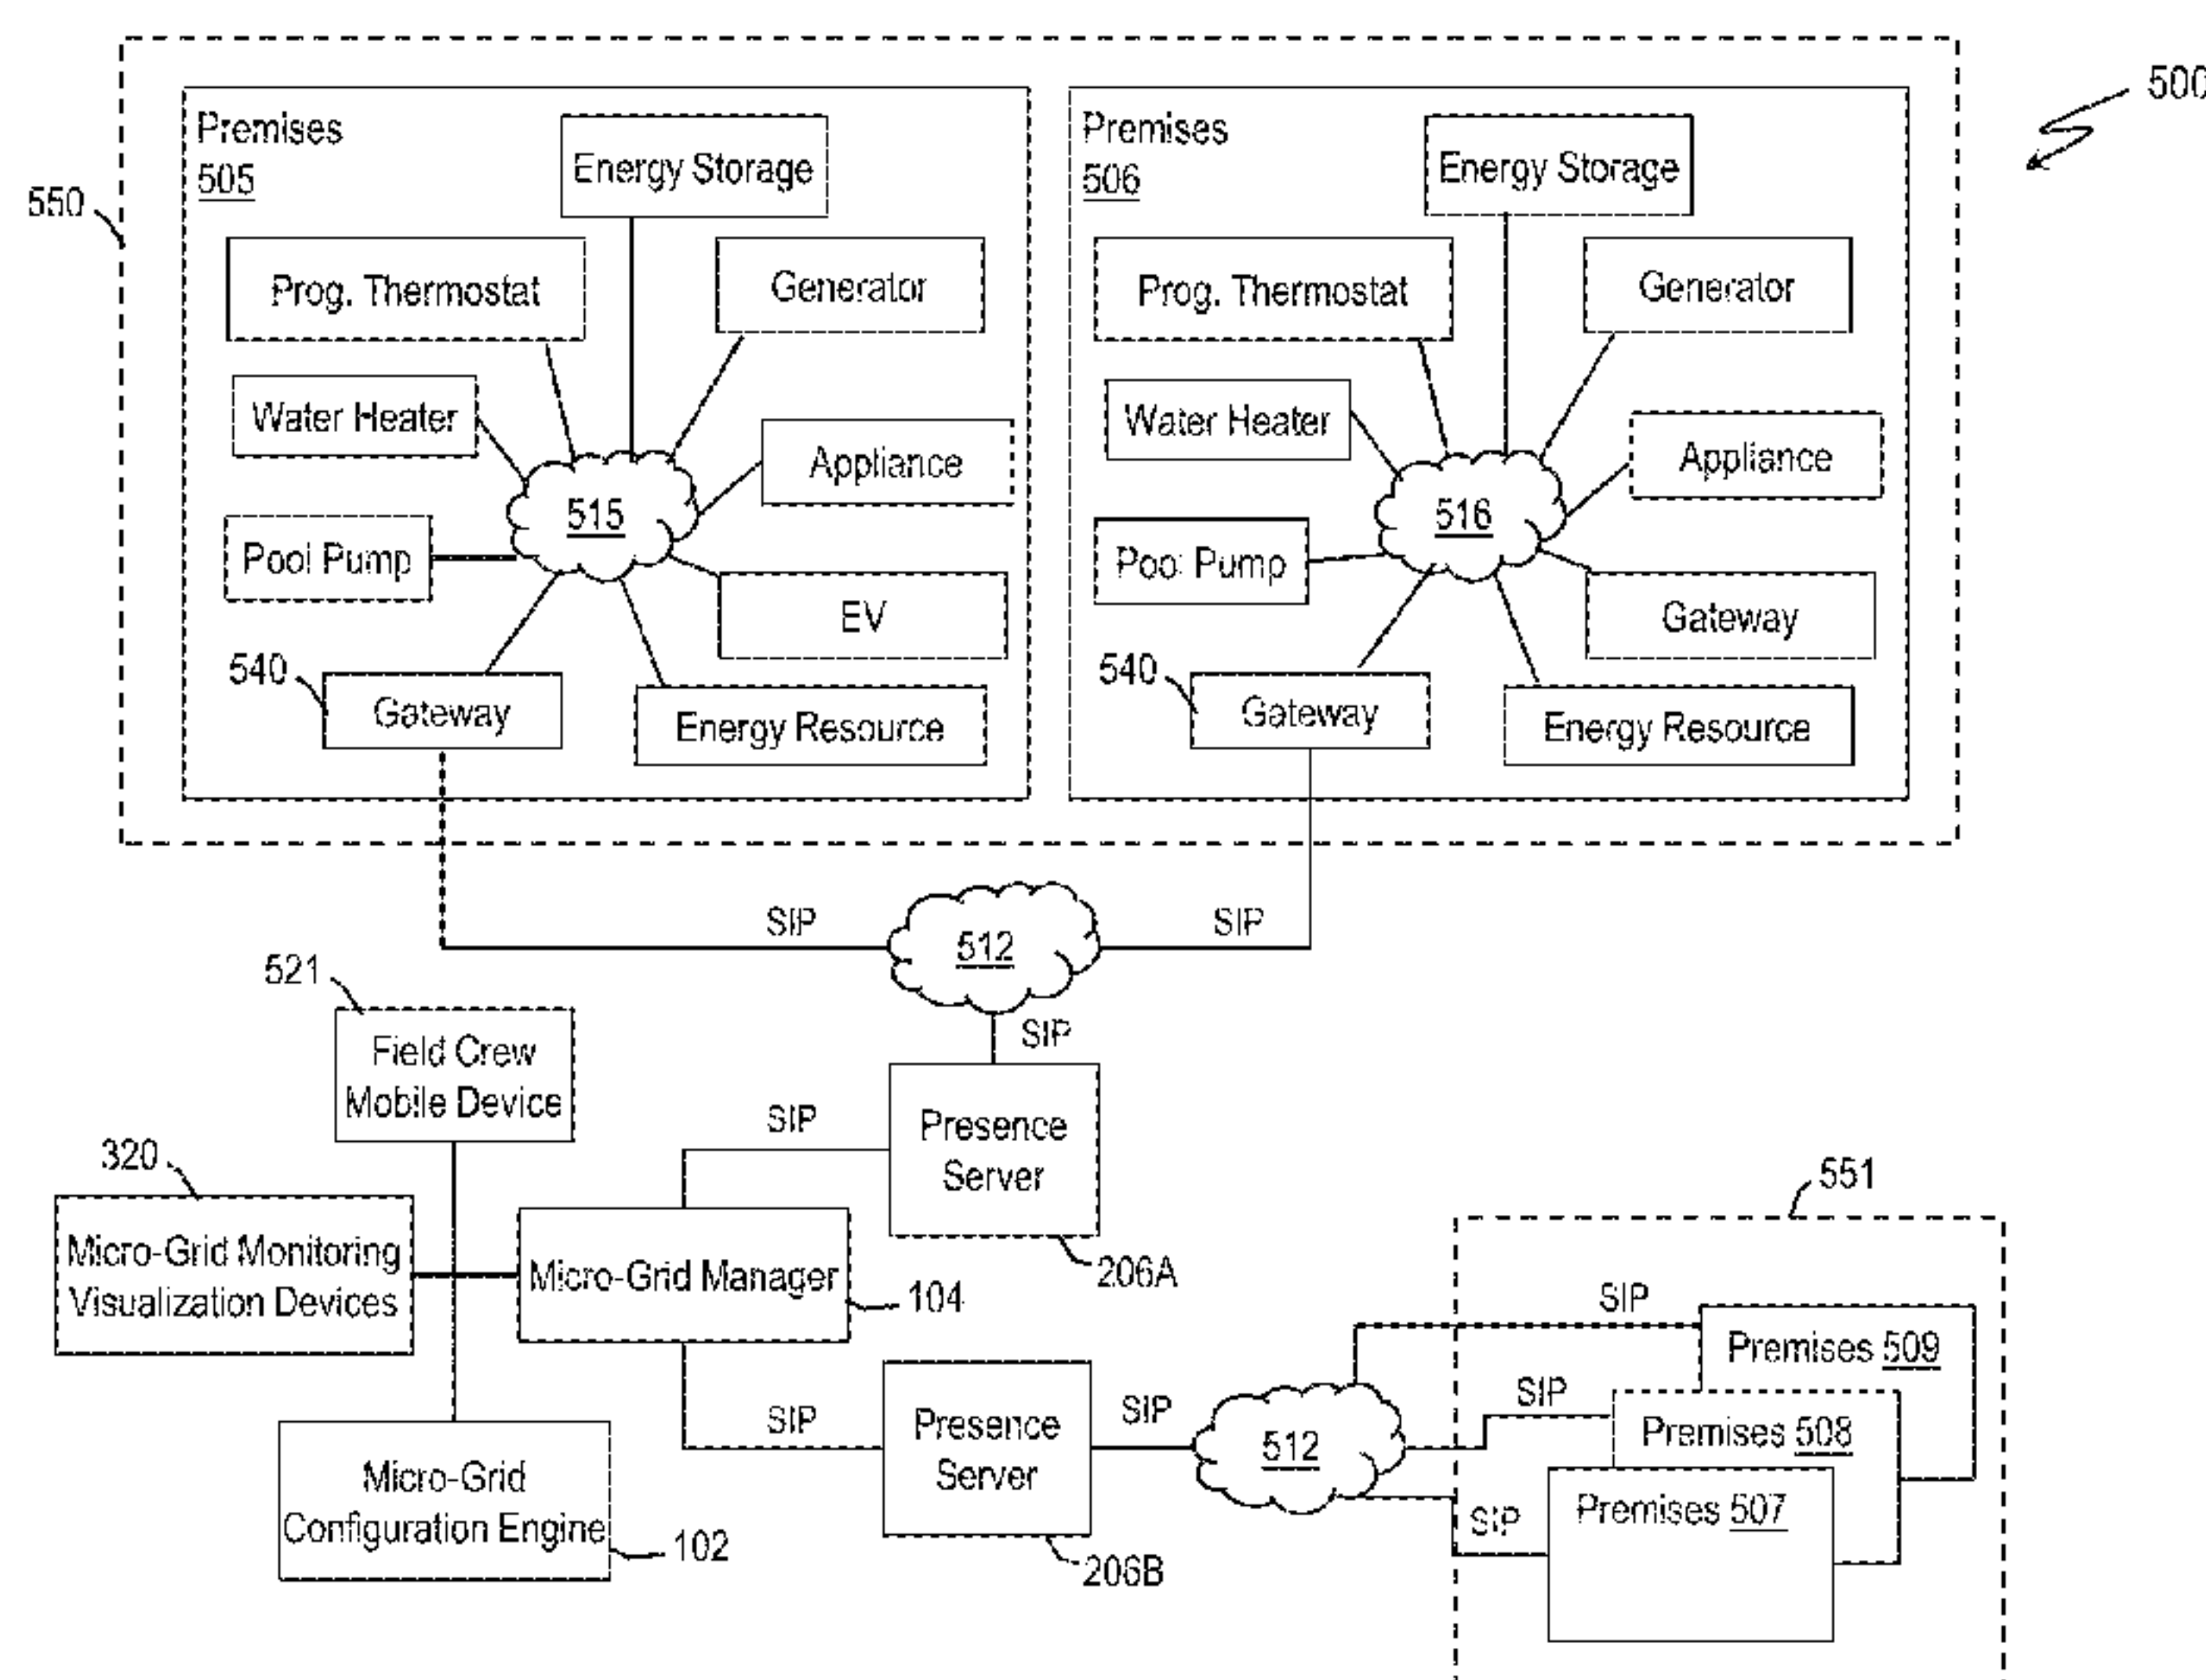 500
550
Premises
505
Energy Storage
Prog. Thermostat
Generator
Water Heater
Appliance
515
Pool Pump
EV
540
Gateway
Energy Resource
Premises
506
Energy Storage
Prog. Thermostat
Generator
Water Heater
Appliance
516
Pool Pump
Gateway
540
Gateway
Energy Resource
SIP
512
SIP
SIP
521
Field Crew
Mobile Device
320
Micro-Grid Monitoring
Visualization Devices
SIP
Presence
Server
206A
Micro-Grid Manager
104
Micro-Grid
Configuration Engine
102
SIP
Presence
Server
206B
SIP
512
551
SIP
Premises 509
SIP
Premises 508
SIP
Premises 507